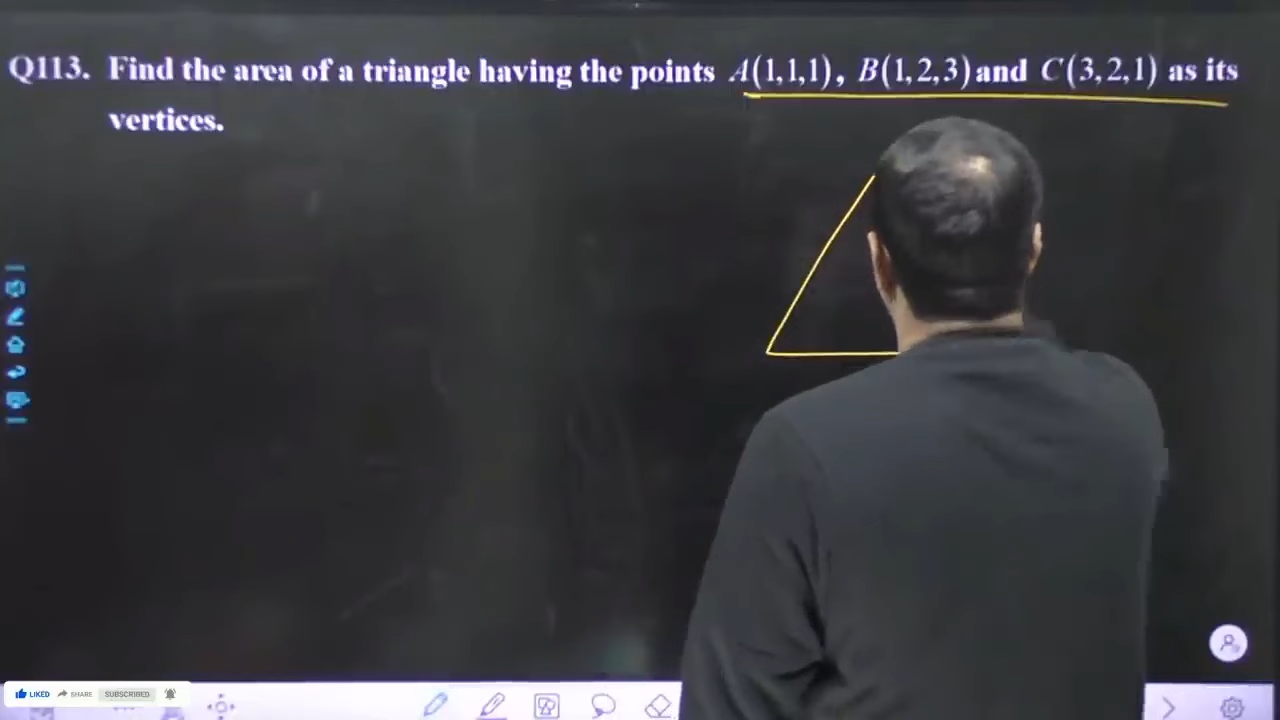 Q113. Find the area of a triangle having the points A(1,1,1), B(1,2,3) and C(3,2,1) as its
vertices.
LIKED SHARE SUBSCRIBED